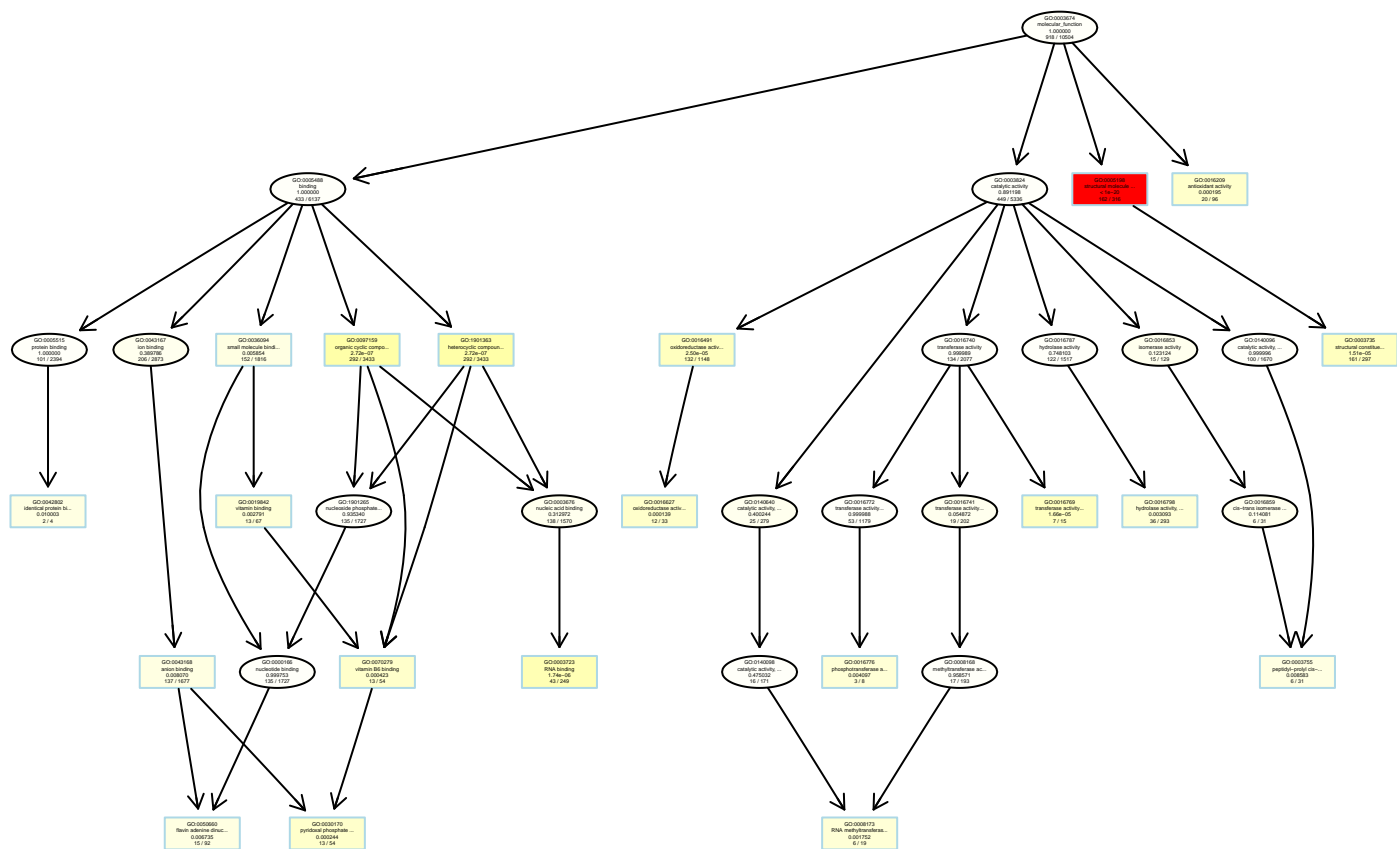 GO:0003674
molecular_function
1.000000
918 / 10504
GO:0005488
binding
1.000000
433 / 6137
GO:0003824
catalytic activity
0.891198
449 / 5336
structural molecule ...
GO:0016209
antioxidant activity
0.000195
20 / 96
GO:0005515
protein binding
1.000000
101 / 2394
GO:0043167
ion binding
0.389786
206 / 2873
GO:0036094
small molecule bindi...
0.005854
152 / 1816
GO:0097159
organic cyclic compo...
2.72e−07
292 / 3433
GO:1901363
heterocyclic compoun...
2.72e−07
292 / 3433
GO:0016491
oxidoreductase activity
2.50e−05
132 / 1148
GO:0016740
transferase activity
0.999989
134 / 2077
GO:0016787
hydrolase activity
0.748103
122 / 1517
GO:0016853
isomerase activity
0.123124
15 / 129
GO:0140096
catalytic activity, ...
0.999996
100 / 1670
GO:0003735
structural constitue...
1.51e−05
161 / 297
GO:0042802
identical protein bi...
0.010003
2 / 4
GO:0019842
vitamin binding
0.002791
13 / 67
GO:1901265
nucleoside phosphate...
0.935340
135 / 1727
GO:0003676
nucleic acid binding
0.312972
138 / 1570
GO:0016627
oxidoreductase activ...
0.000139
12 / 33
GO:0140640
catalytic activity, ...
0.400244
25 / 279
GO:0016772
transferase activity...
0.999988
53 / 1179
GO:0016741
transferase activity...
0.054872
19 / 202
GO:0016769
transferase activity...
1.66e−05
7 / 15
GO:0016798
hydrolase activity, ...
0.003093
36 / 293
GO:0016859
cis−trans isomerase ...
0.114081
6 / 31
GO:0043168
anion binding
0.008070
137 / 1677
GO:0000166
nucleotide binding
0.999753
135 / 1727
GO:0070279
vitamin B6 binding
0.000423
13 / 54
GO:0003723
RNA binding
1.74e−06
43 / 249
GO:0140098
catalytic activity, ...
0.475032
16 / 171
GO:0016776
phosphotransferase a...
0.004097
3 / 8
GO:0008168
methyltransferase ac...
0.958571
17 / 193
GO:0003755
peptidyl−prolyl cis−...
0.008583
6 / 31
GO:0050660
flavin adenine dinuc...
0.006735
15 / 92
GO:0030170
pyridoxal phosphate ...
0.000244
13 / 54
GO:0008173
RNA methyltransferas...
0.001752
6 / 19